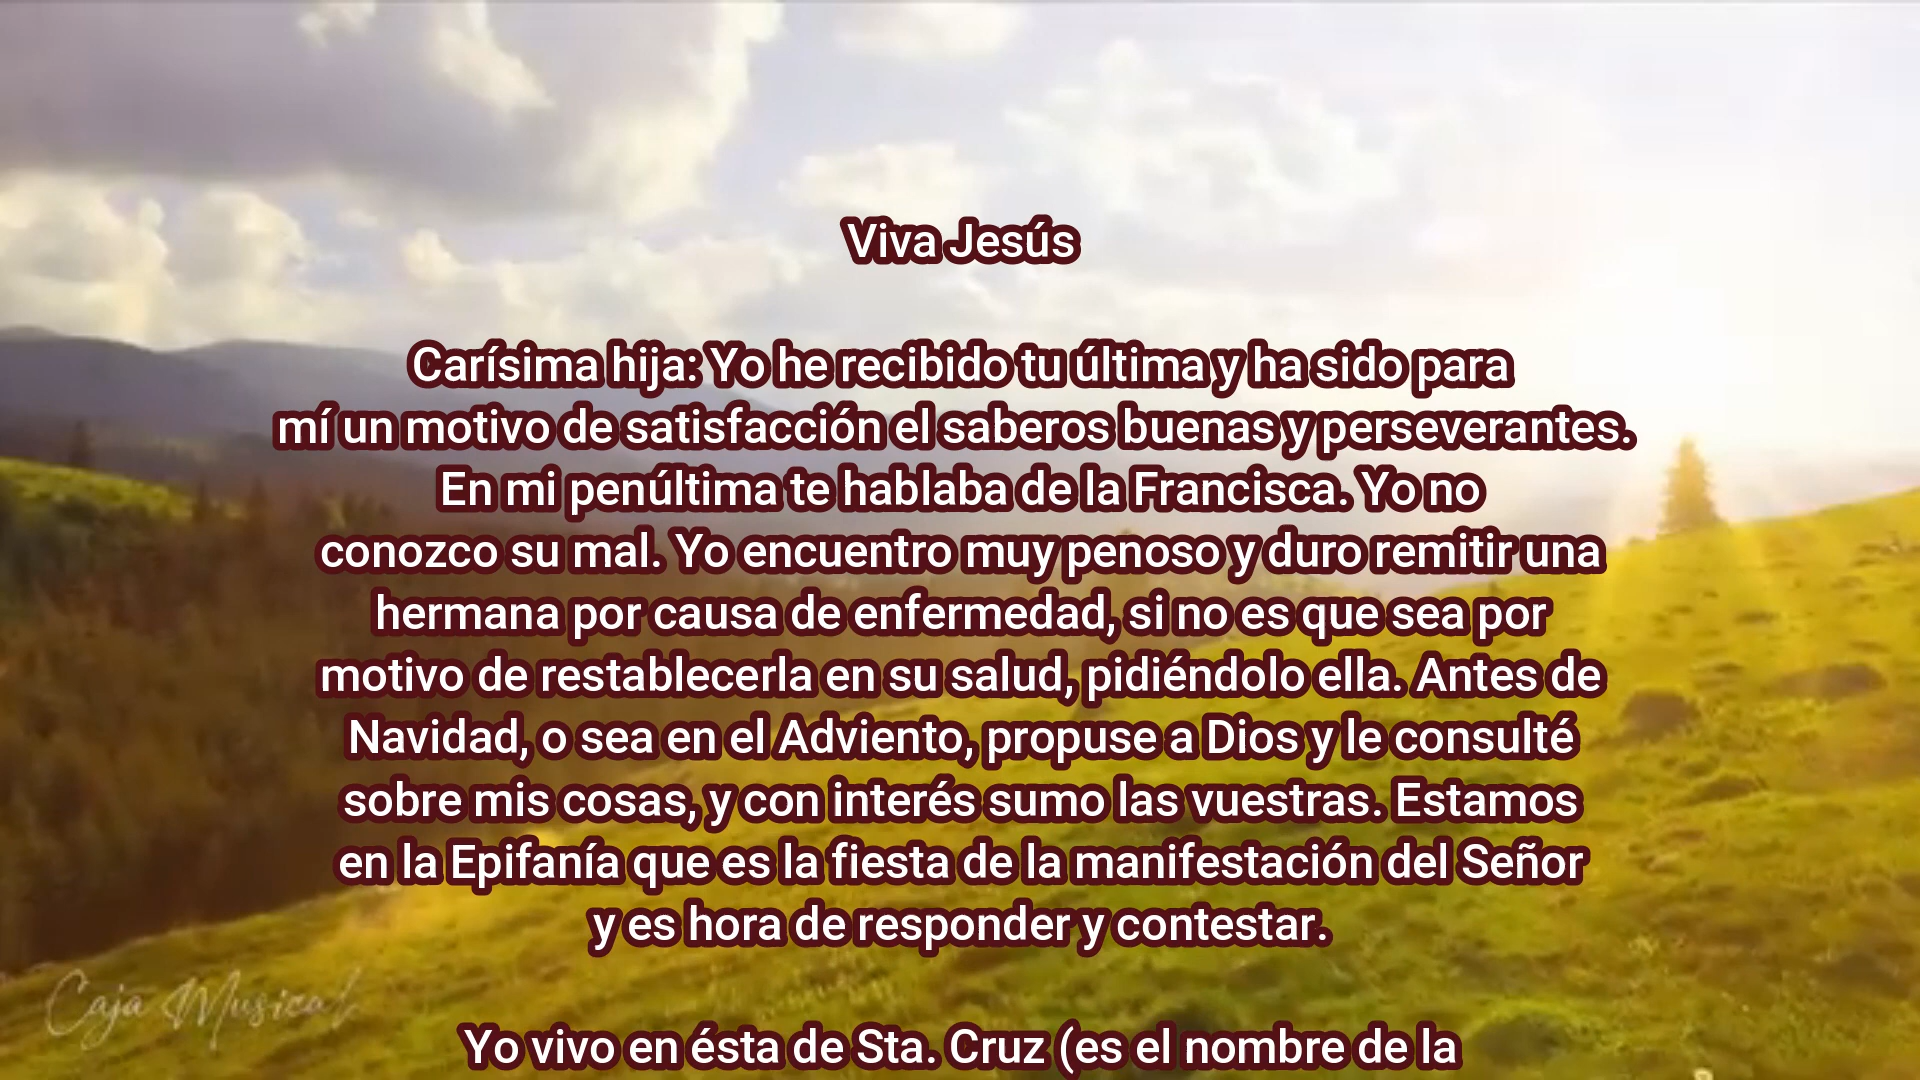 Viva Jesús
Carísima hija: Yo he recibido tu última y ha sido para
mí un motivo de satisfacción el saberos buenas y perseverantes.
En mi penúltima te hablaba de la Francisca. Yo no
conozco su mal. Yo encuentro muy penoso y duro remitir una
hermana por causa de enfermedad, si no es que sea por
motivo de restablecerla en su salud, pidiéndolo ella. Antes de
Navidad, o sea en el Adviento, propuse a Dios y le consulté
sobre mis cosas, y con interés sumo las vuestras. Estamos
en la Epifanía que es la fiesta de la manifestación del Señor
y es hora de responder y contestar.
Caja Musical
Yo vivo en ésta de Sta. Cruz (es el nombre de la